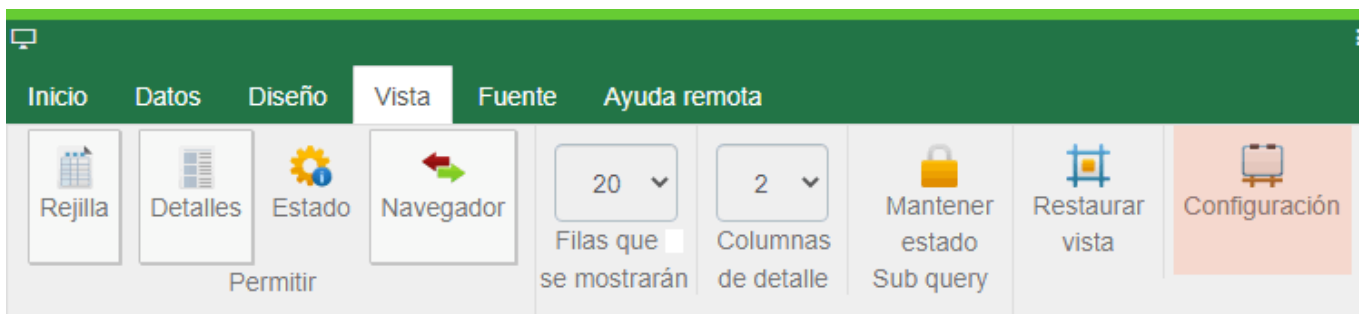 Inicio Datos Diseño Vista Fuente Ayuda remota
Rejilla Detalles Estado Navegador
Permitir
20
Filas que
se mostrarán
2
Columnas
de detalle
Mantener
estado
Sub query
Restaurar
vista
Configuración